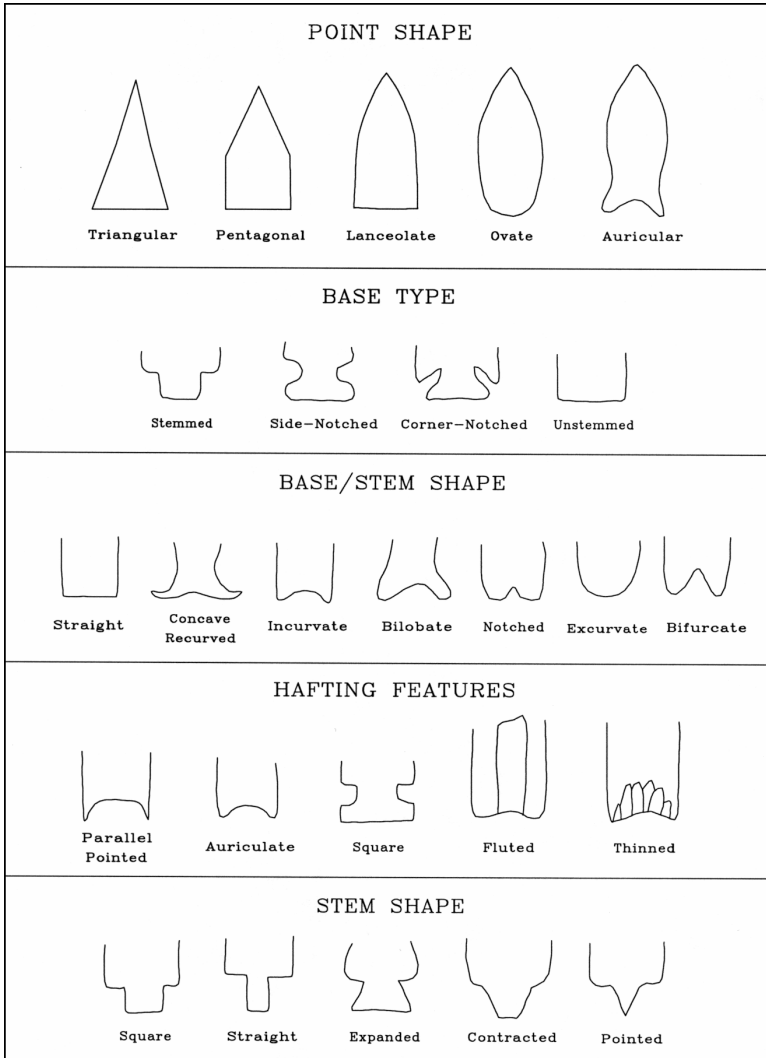 POINT SHAPE
Triangular Pentagonal Lanceolate Ovate Auricular
BASE TYPE
Stemmed Side-Notched Corner-Notched Unstemmed
BASE/STEM SHAPE
Straight Concave Recurved Incurvate Bilobate Notched Excurvate Bifurcate
HAFTING FEATURES
Parallel Pointed Auriculate Square Fluted Thinned
STEM SHAPE
Square Straight Expanded Contracted Pointed